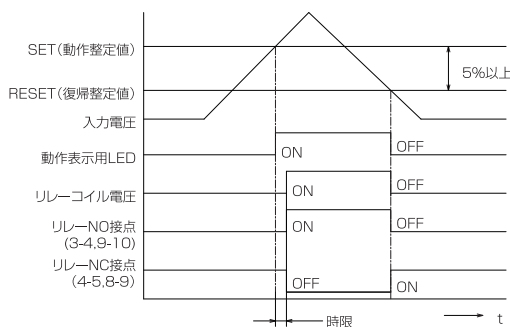 SET(動作整定値)
5%以上
RESET(復帰整定値)
入力電圧
動作表示用LED
ON
OFF
リレーコイル電圧
ON
OFF
リレーNO接点
(3-4,9-10)
ON
OFF
リレーNC接点
(4-5,8-9)
OFF
ON
時限
t